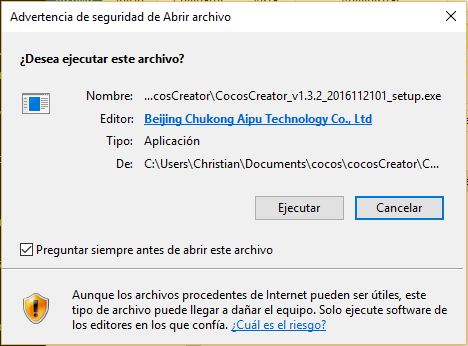 Advertencia de seguridad de Abrir archivo
¿Desea ejecutar este archivo?
Nombre: ...cosCreator\CocosCreator_v1.3.2_2016112101_setup.exe
Editor: Beijing Chukong Aipu Technology Co., Ltd
Tipo: Aplicación
De: C:\Users\Christian\Documents\cocos\cocosCreator\C...
Ejecutar Cancelar
Preguntar siempre antes de abrir este archivo
Aunque los archivos procedentes de Internet pueden ser útiles, este
tipo de archivo puede llegar a dañar el equipo. Solo ejecute software de
los editores en los que confía. ¿Cuál es el riesgo?